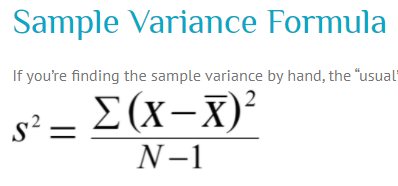 Sample Variance Formula
If you're finding the sample variance by hand, the “usual”
s² = Σ(X−X̅)² / N−1